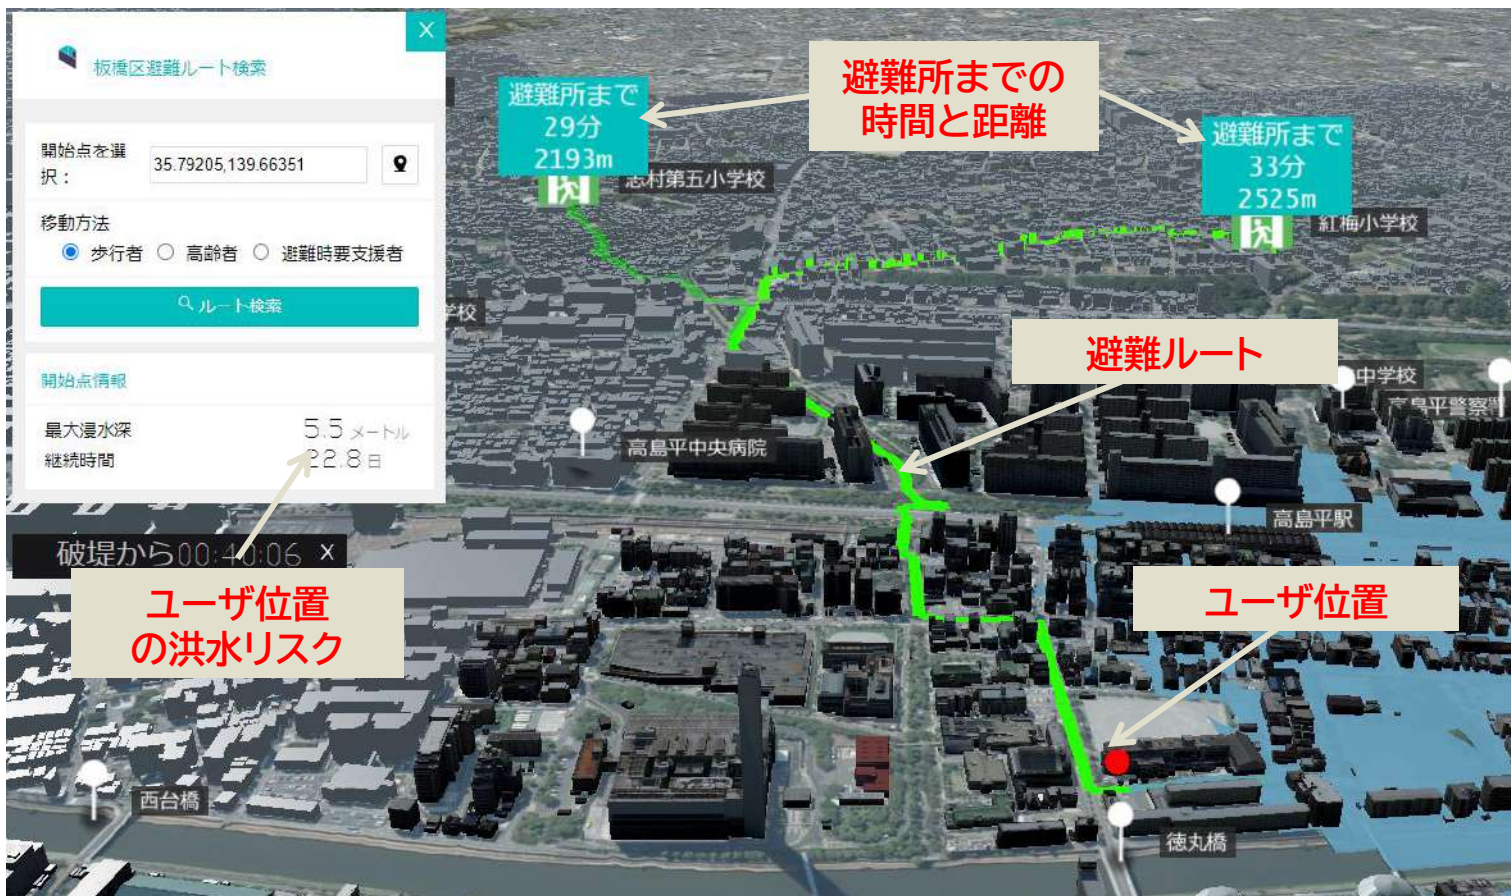 X
板橋区避難ルート検索
開始点を選
択：
35.79205,139.66351
移動方法
歩行者
高齢者
避難時要支援者
ルート検索
開始点情報
最大浸水深
5.5 メートル
継続時間
22.8 日
破堤から00:40:06 X
ユーザ位置
の洪水リスク
避難所まで
29分
2193m
志村第五小学校
避難所までの
時間と距離
避難所まで
33分
2525m
紅梅小学校
学校
避難ルート
中学校
高島平警察署
高島平中央病院
高島平駅
ユーザ位置
西台橋
徳丸橋